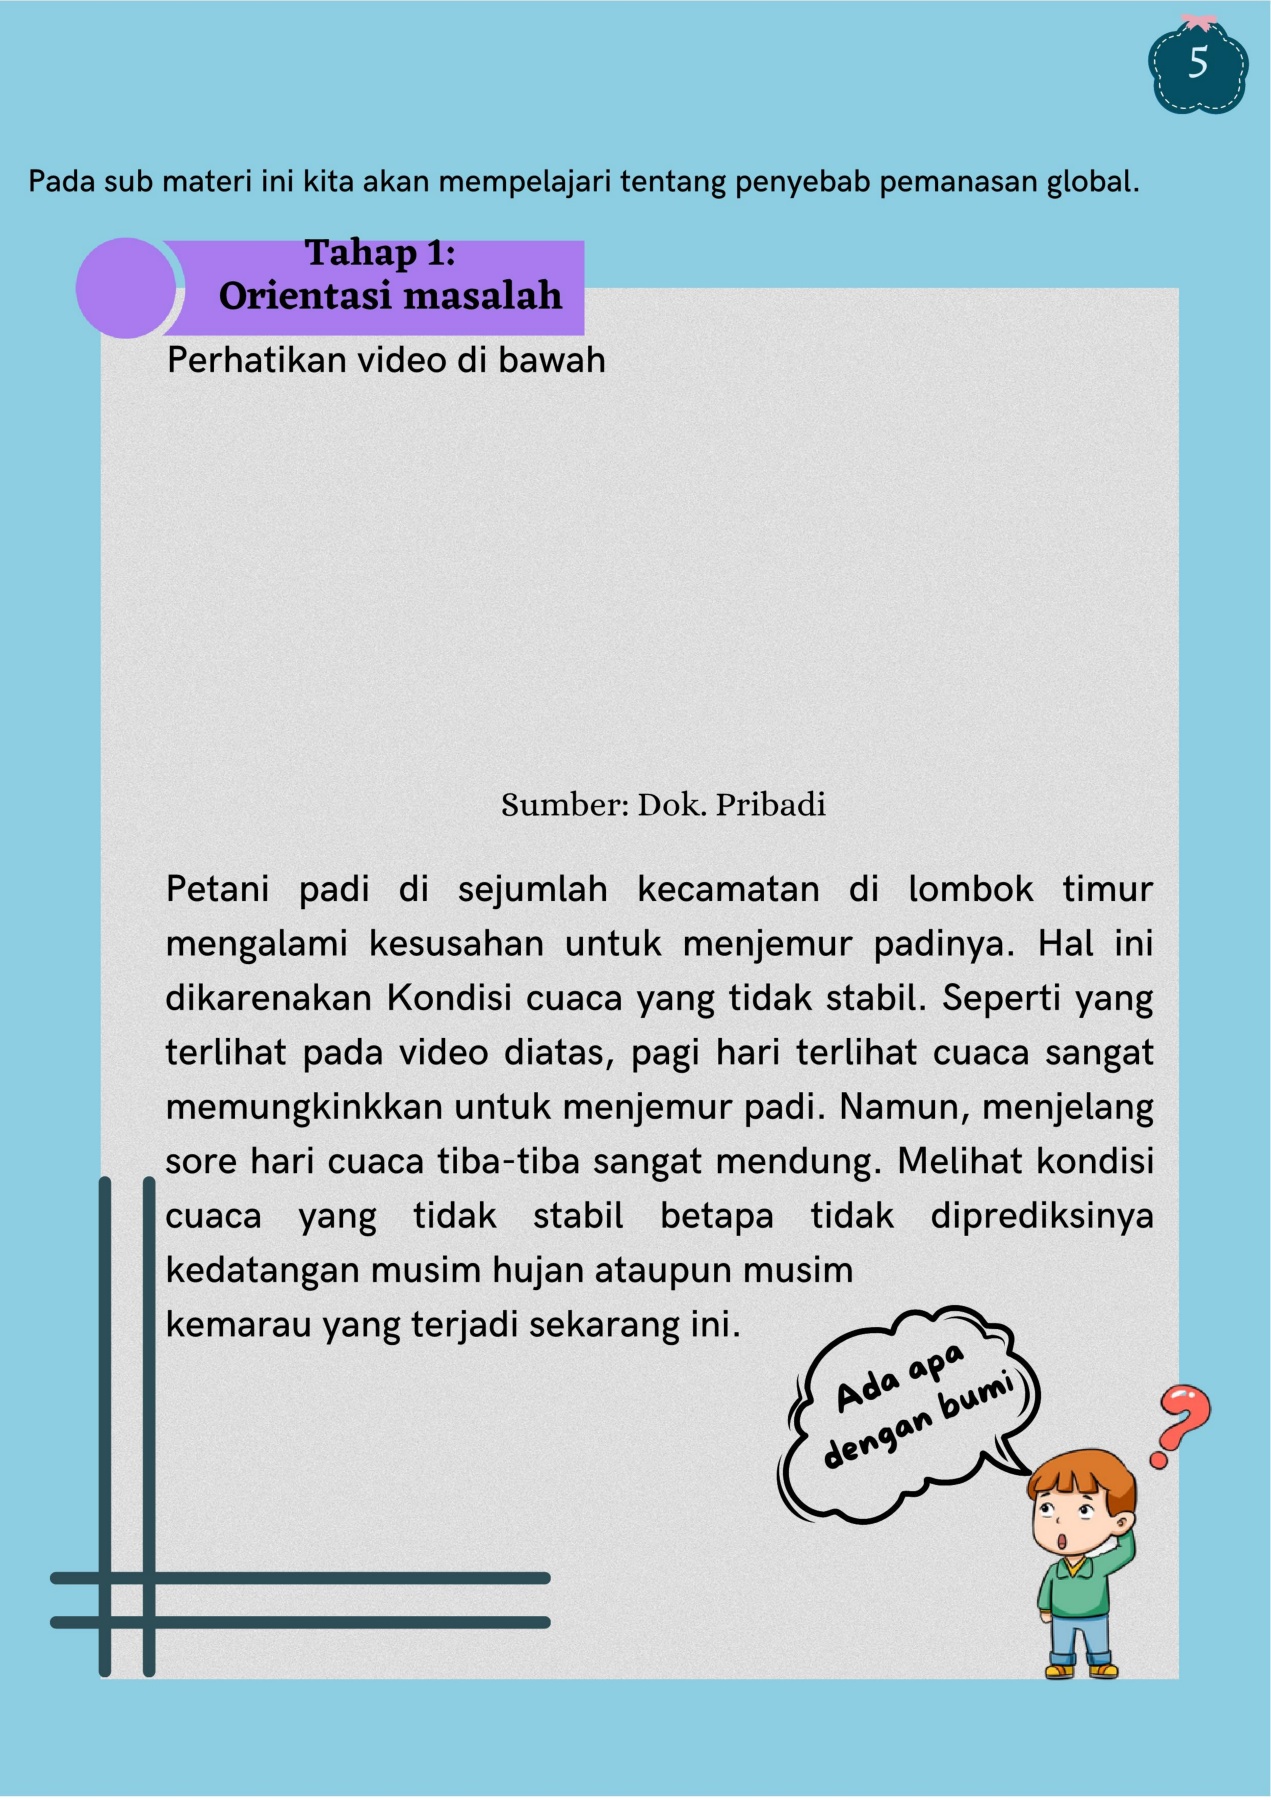 5
Pada sub materi ini kita akan mempelajari tentang penyebab pemanasan global.
Tahap 1:
Orientasi masalah
Perhatikan video di bawah
Sumber: Dok. Pribadi
Petani padi di sejumlah kecamatan di lombok timur
mengalami kesusahan untuk menjemur padinya. Hal ini
dikarenakan Kondisi cuaca yang tidak stabil. Seperti yang
terlihat pada video diatas, pagi hari terlihat cuaca sangat
memungkinkkan untuk menjemur padi. Namun, menjelang
sore hari cuaca tiba-tiba sangat mendung. Melihat kondisi
cuaca yang tidak stabil betapa tidak diprediksinya
kedatangan musim hujan ataupun musim
kemarau yang terjadi sekarang ini.
Ada apa
dengan bumi
?